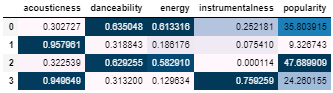 acousticness danceability energy instrumentalness popularity
0 0.302727 0.635048 0.613316 0.252181 35.803915
1 0.957961 0.318843 0.186176 0.075410 9.326743
2 0.322539 0.629255 0.582910 0.000114 47.689909
3 0.949649 0.313200 0.129634 0.759259 24.260155